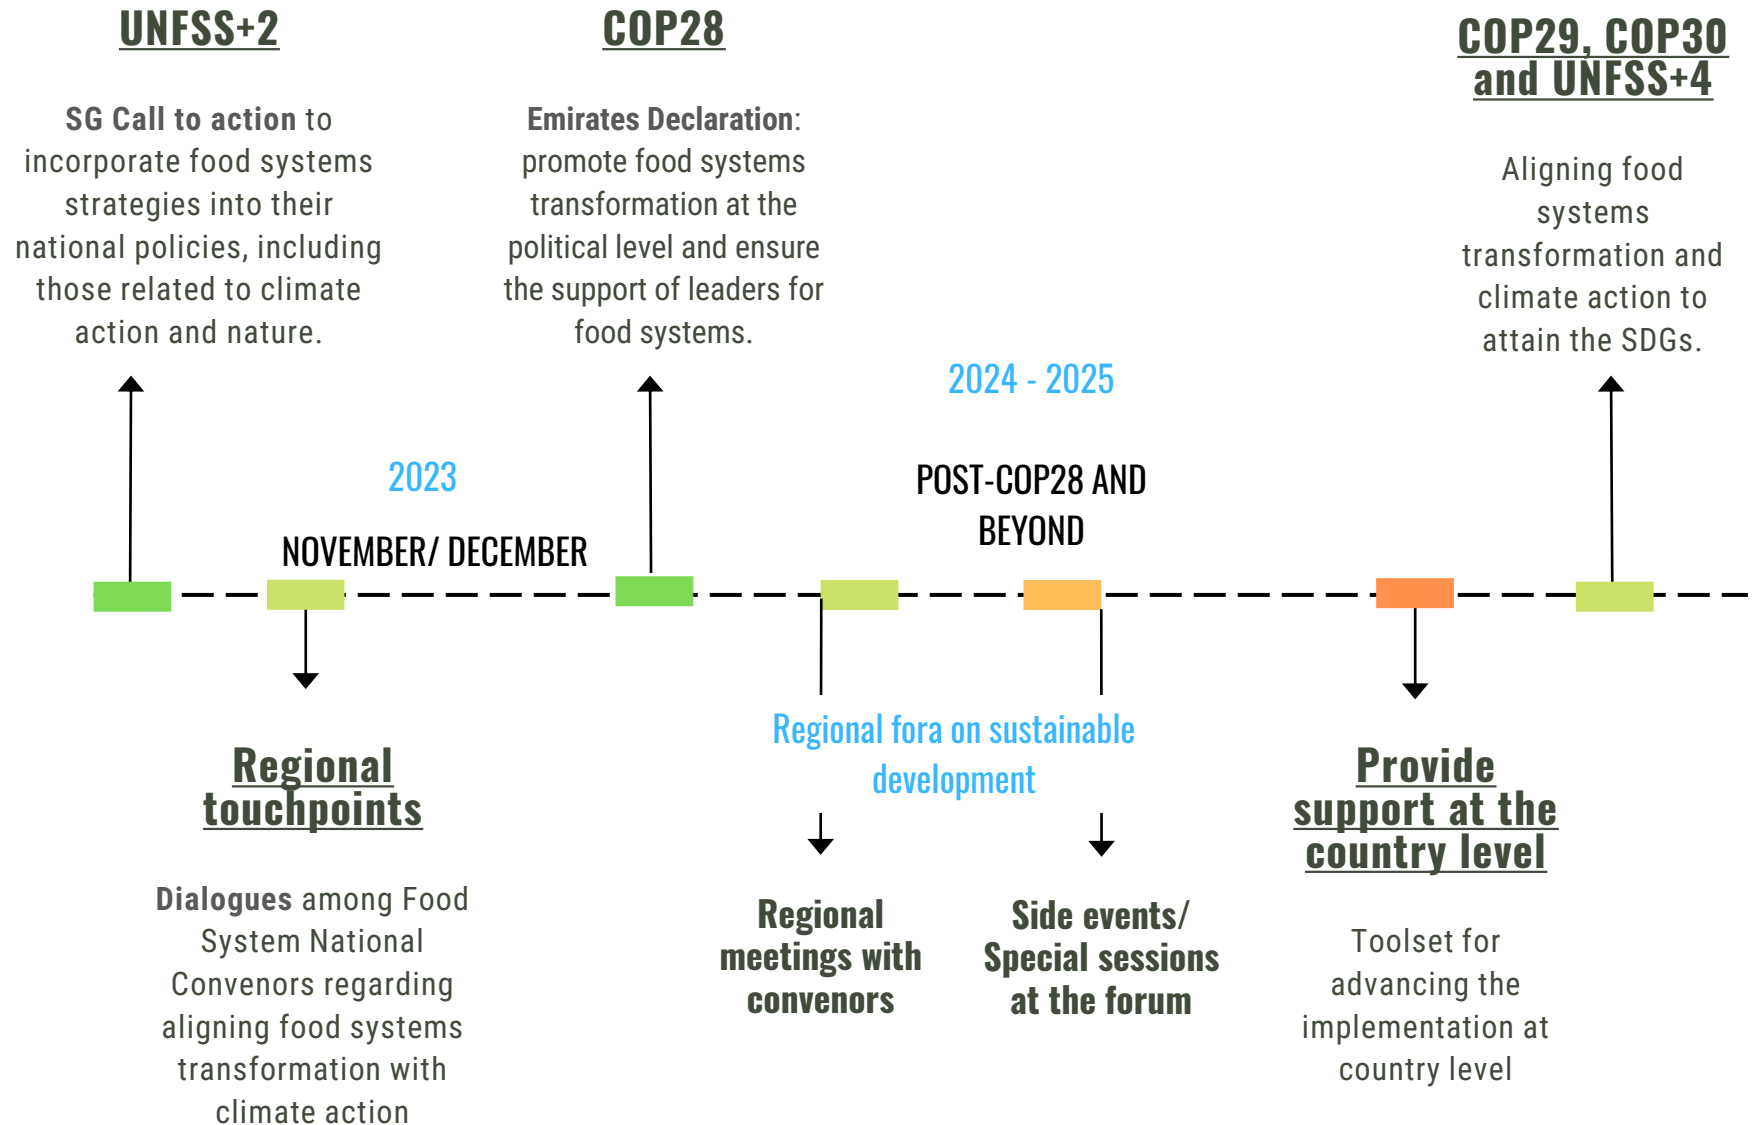 UNFSS+2
SG Call to action to
incorporate food systems
strategies into their
national policies, including
those related to climate
action and nature.
COP28
Emirates Declaration:
promote food systems
transformation at the
political level and ensure
the support of leaders for
food systems.
COP29, COP30
and UNFSS+4
Aligning food
systems
transformation and
climate action to
attain the SDGs.
2023
NOVEMBER/ DECEMBER
2024 - 2025
POST-COP28 AND
BEYOND
Regional
touchpoints
Dialogues among Food
System National
Convenors regarding
aligning food systems
transformation with
climate action
Regional fora on sustainable
development
Regional
meetings with
convenors
Side events/
Special sessions
at the forum
Provide
support at the
country level
Toolset for
advancing the
implementation at
country level